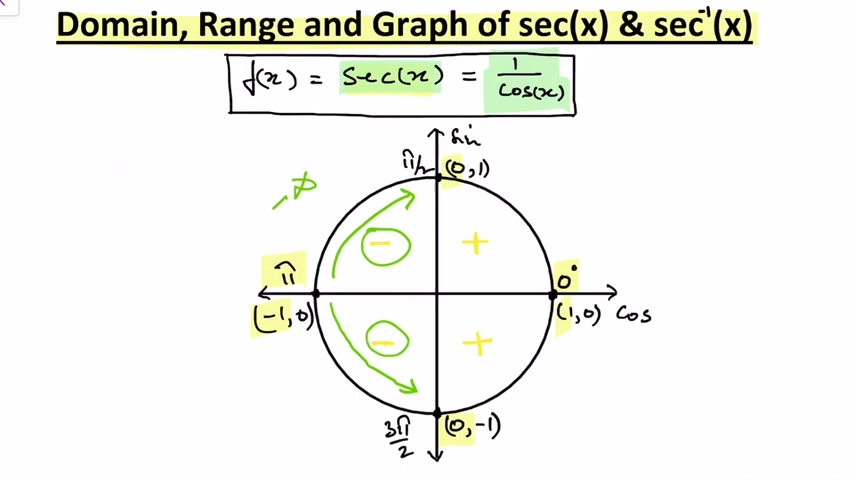 Domain, Range and Graph of sec(x) & sec⁻¹(x)
f(x) = sec(x) = 1/cos(x)
sin
π/2 (0,1)
-∞
- +
π 0°
(-1,0) (1,0) cos
- +
3π/2 (0,-1)